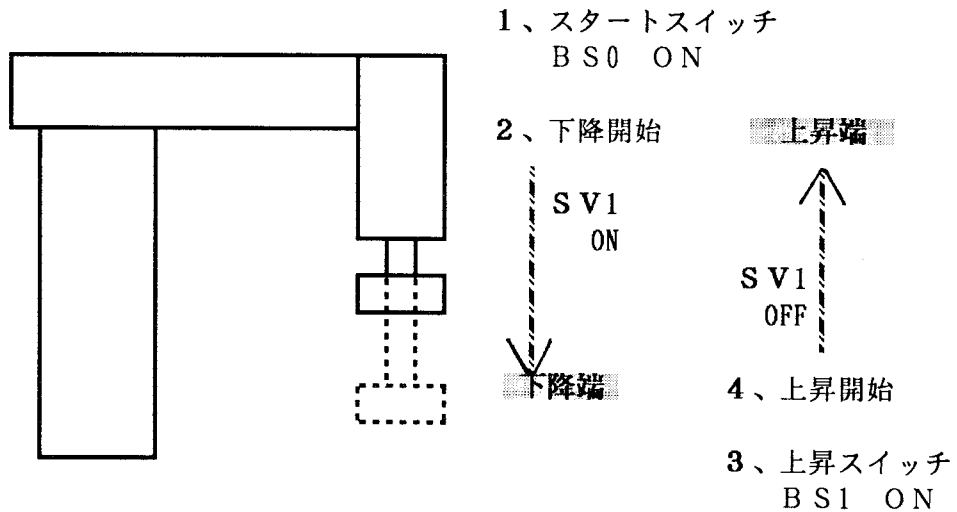 1、スタートスイッチ
BS0 ON
2、下降開始
上昇端
SV1
ON
SV1
OFF
下降端
4、上昇開始
3、上昇スイッチ
BS1 ON